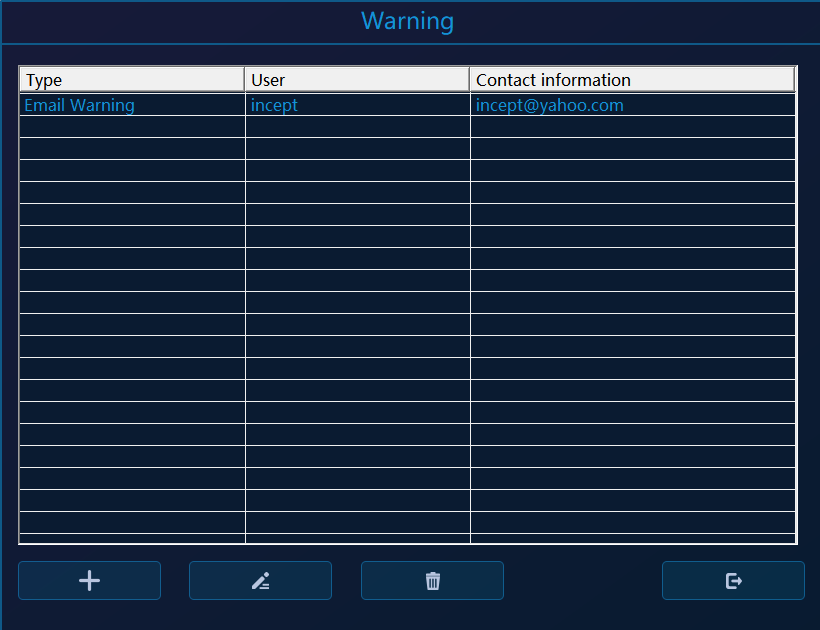 Warning
Type User Contact information
Email Warning incept incept@yahoo.com